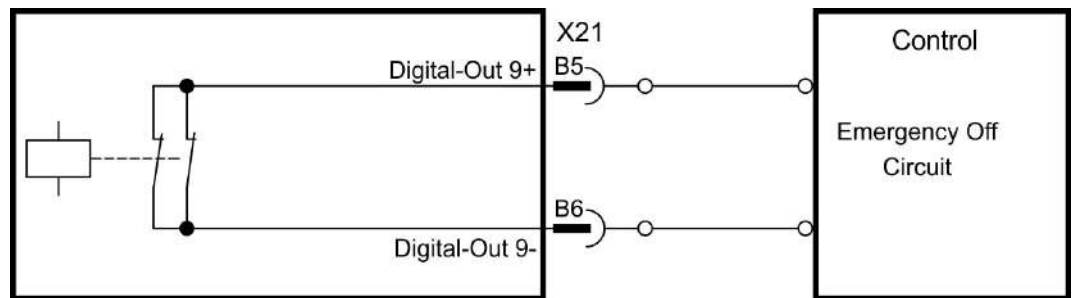 X21
Control
Digital-Out 9+
B5
Emergency Off
Circuit
B6
Digital-Out 9-